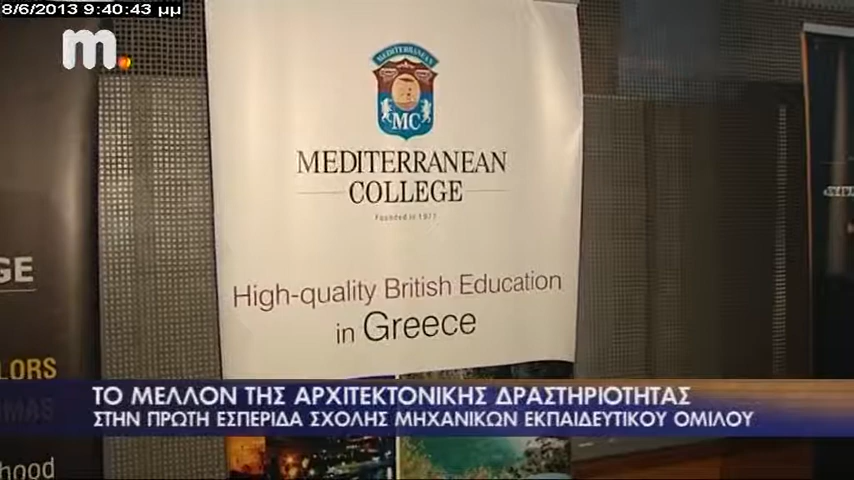 8/6/2013 9:40:43 μμ
m.
MEDITERRANEAN
MC
MEDITERRANEAN
COLLEGE
Founded in 1977
High-quality British Education
in Greece
GE
LORS
MAS
hood
ΤΟ ΜΕΛΛΟΝ ΤΗΣ ΑΡΧΙΤΕΚΤΟΝΙΚΗΣ ΔΡΑΣΤΗΡΙΟΤΗΤΑΣ
ΣΤΗΝ ΠΡΩΤΗ ΕΣΠΕΡΙΔΑ ΣΧΟΛΗΣ ΜΗΧΑΝΙΚΩΝ ΕΚΠΑΙΔΕΥΤΙΚΟΥ ΟΜΙΛΟΥ